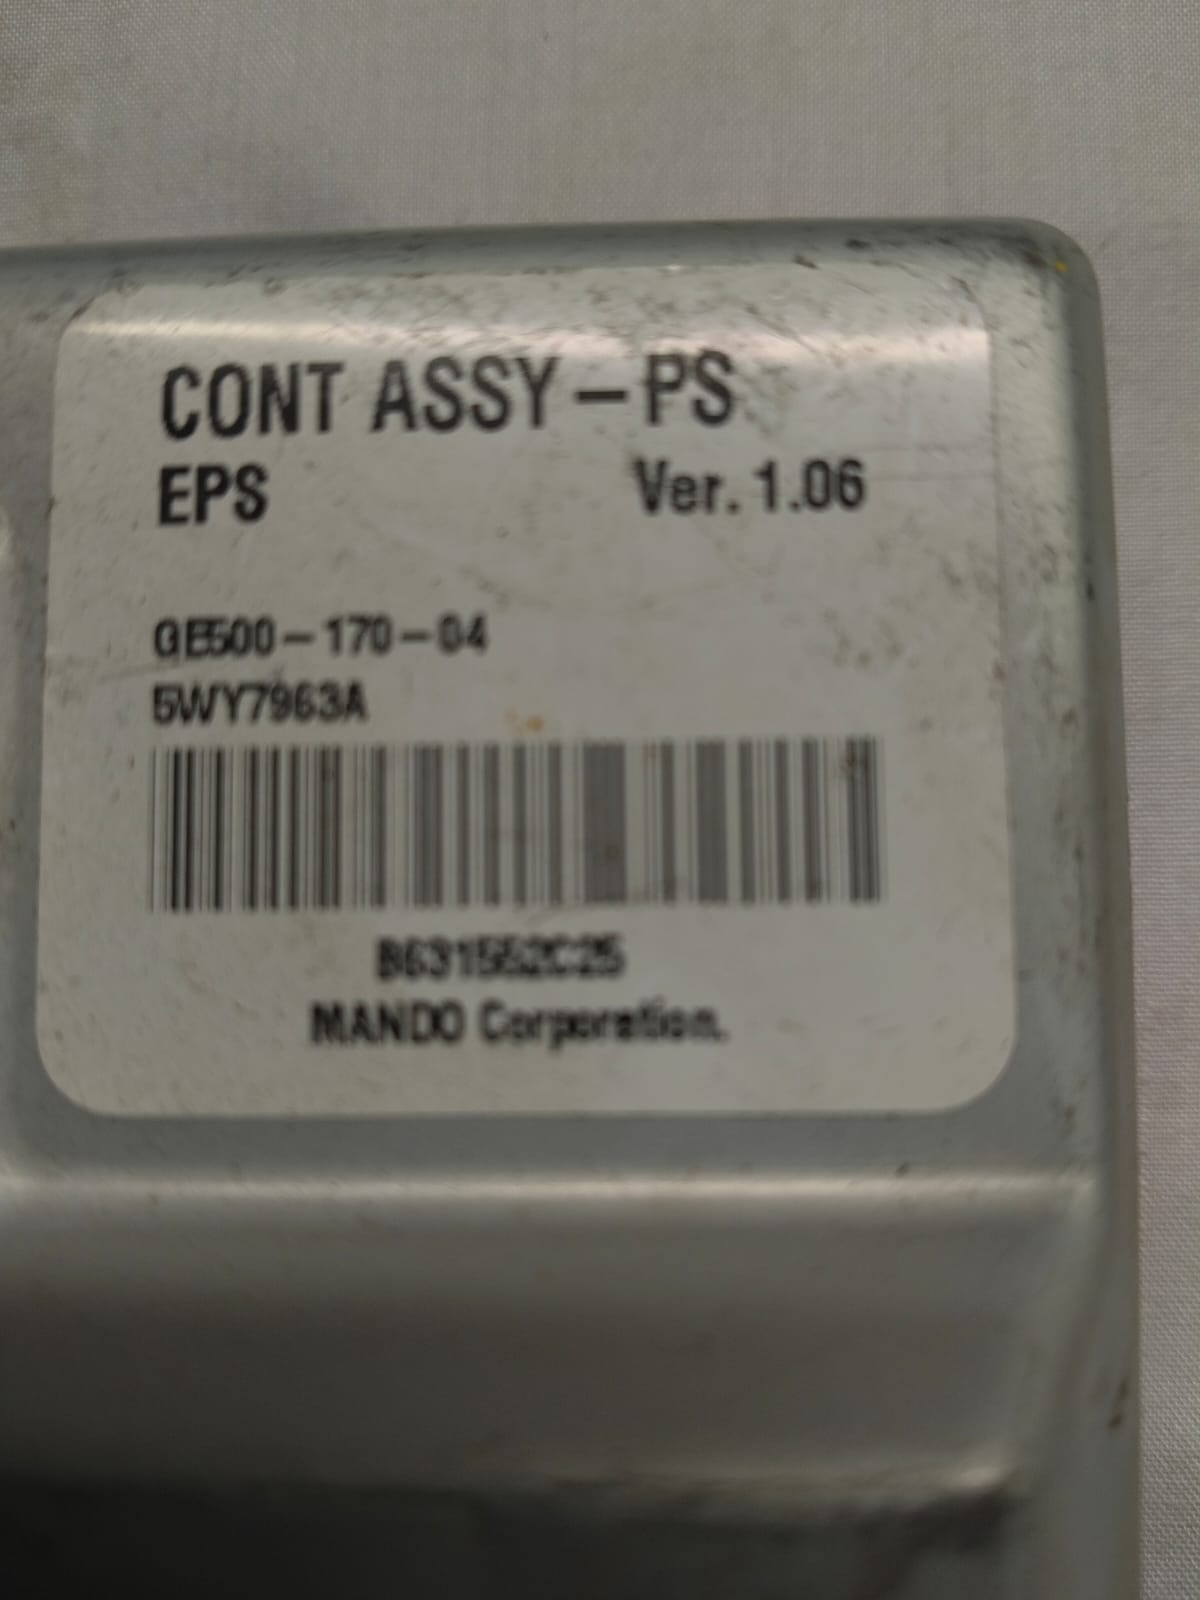 CONT ASSY-PS
EPS Ver. 1.06
GE500-170-04
5WY7963A
B631552C25
MANDO Corporation.